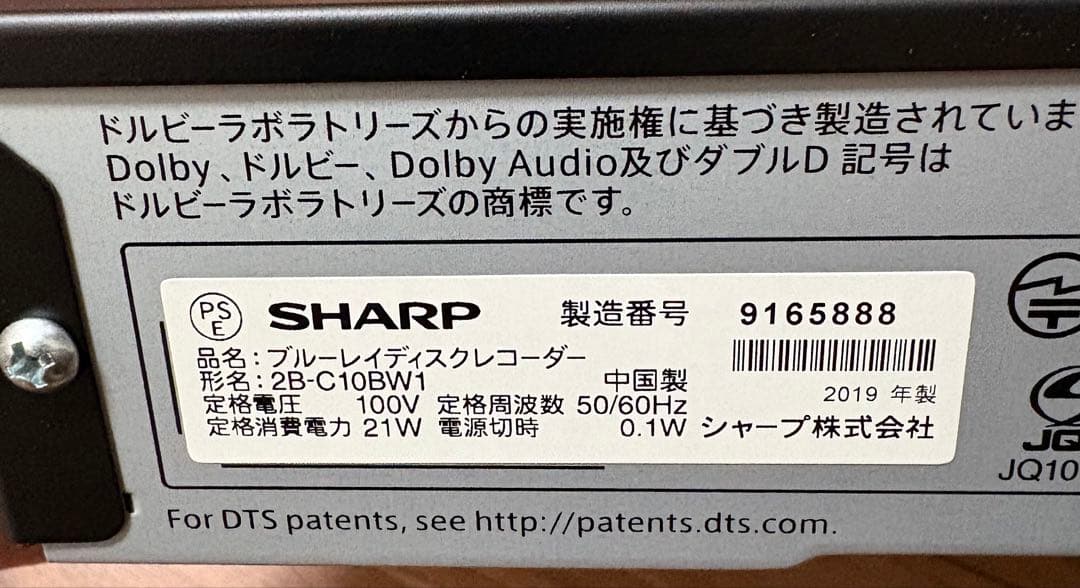 ドルビーラボラトリーズからの実施権に基づき製造されていま
Dolby、ドルビー、Dolby Audio及びダブルD 記号は
ドルビーラボラトリーズの商標です。
PS
E
SHARP 製造番号 9165888
品名：ブルーレイディスクレコーダー
形名：2B-C10BW1 中国製 2019 年製
定格電圧 100V 定格周波数 50/60Hz
定格消費電力 21W 電源切時 0.1W シャープ株式会社
JQ
JQ10
For DTS patents, see http://patents.dts.com.